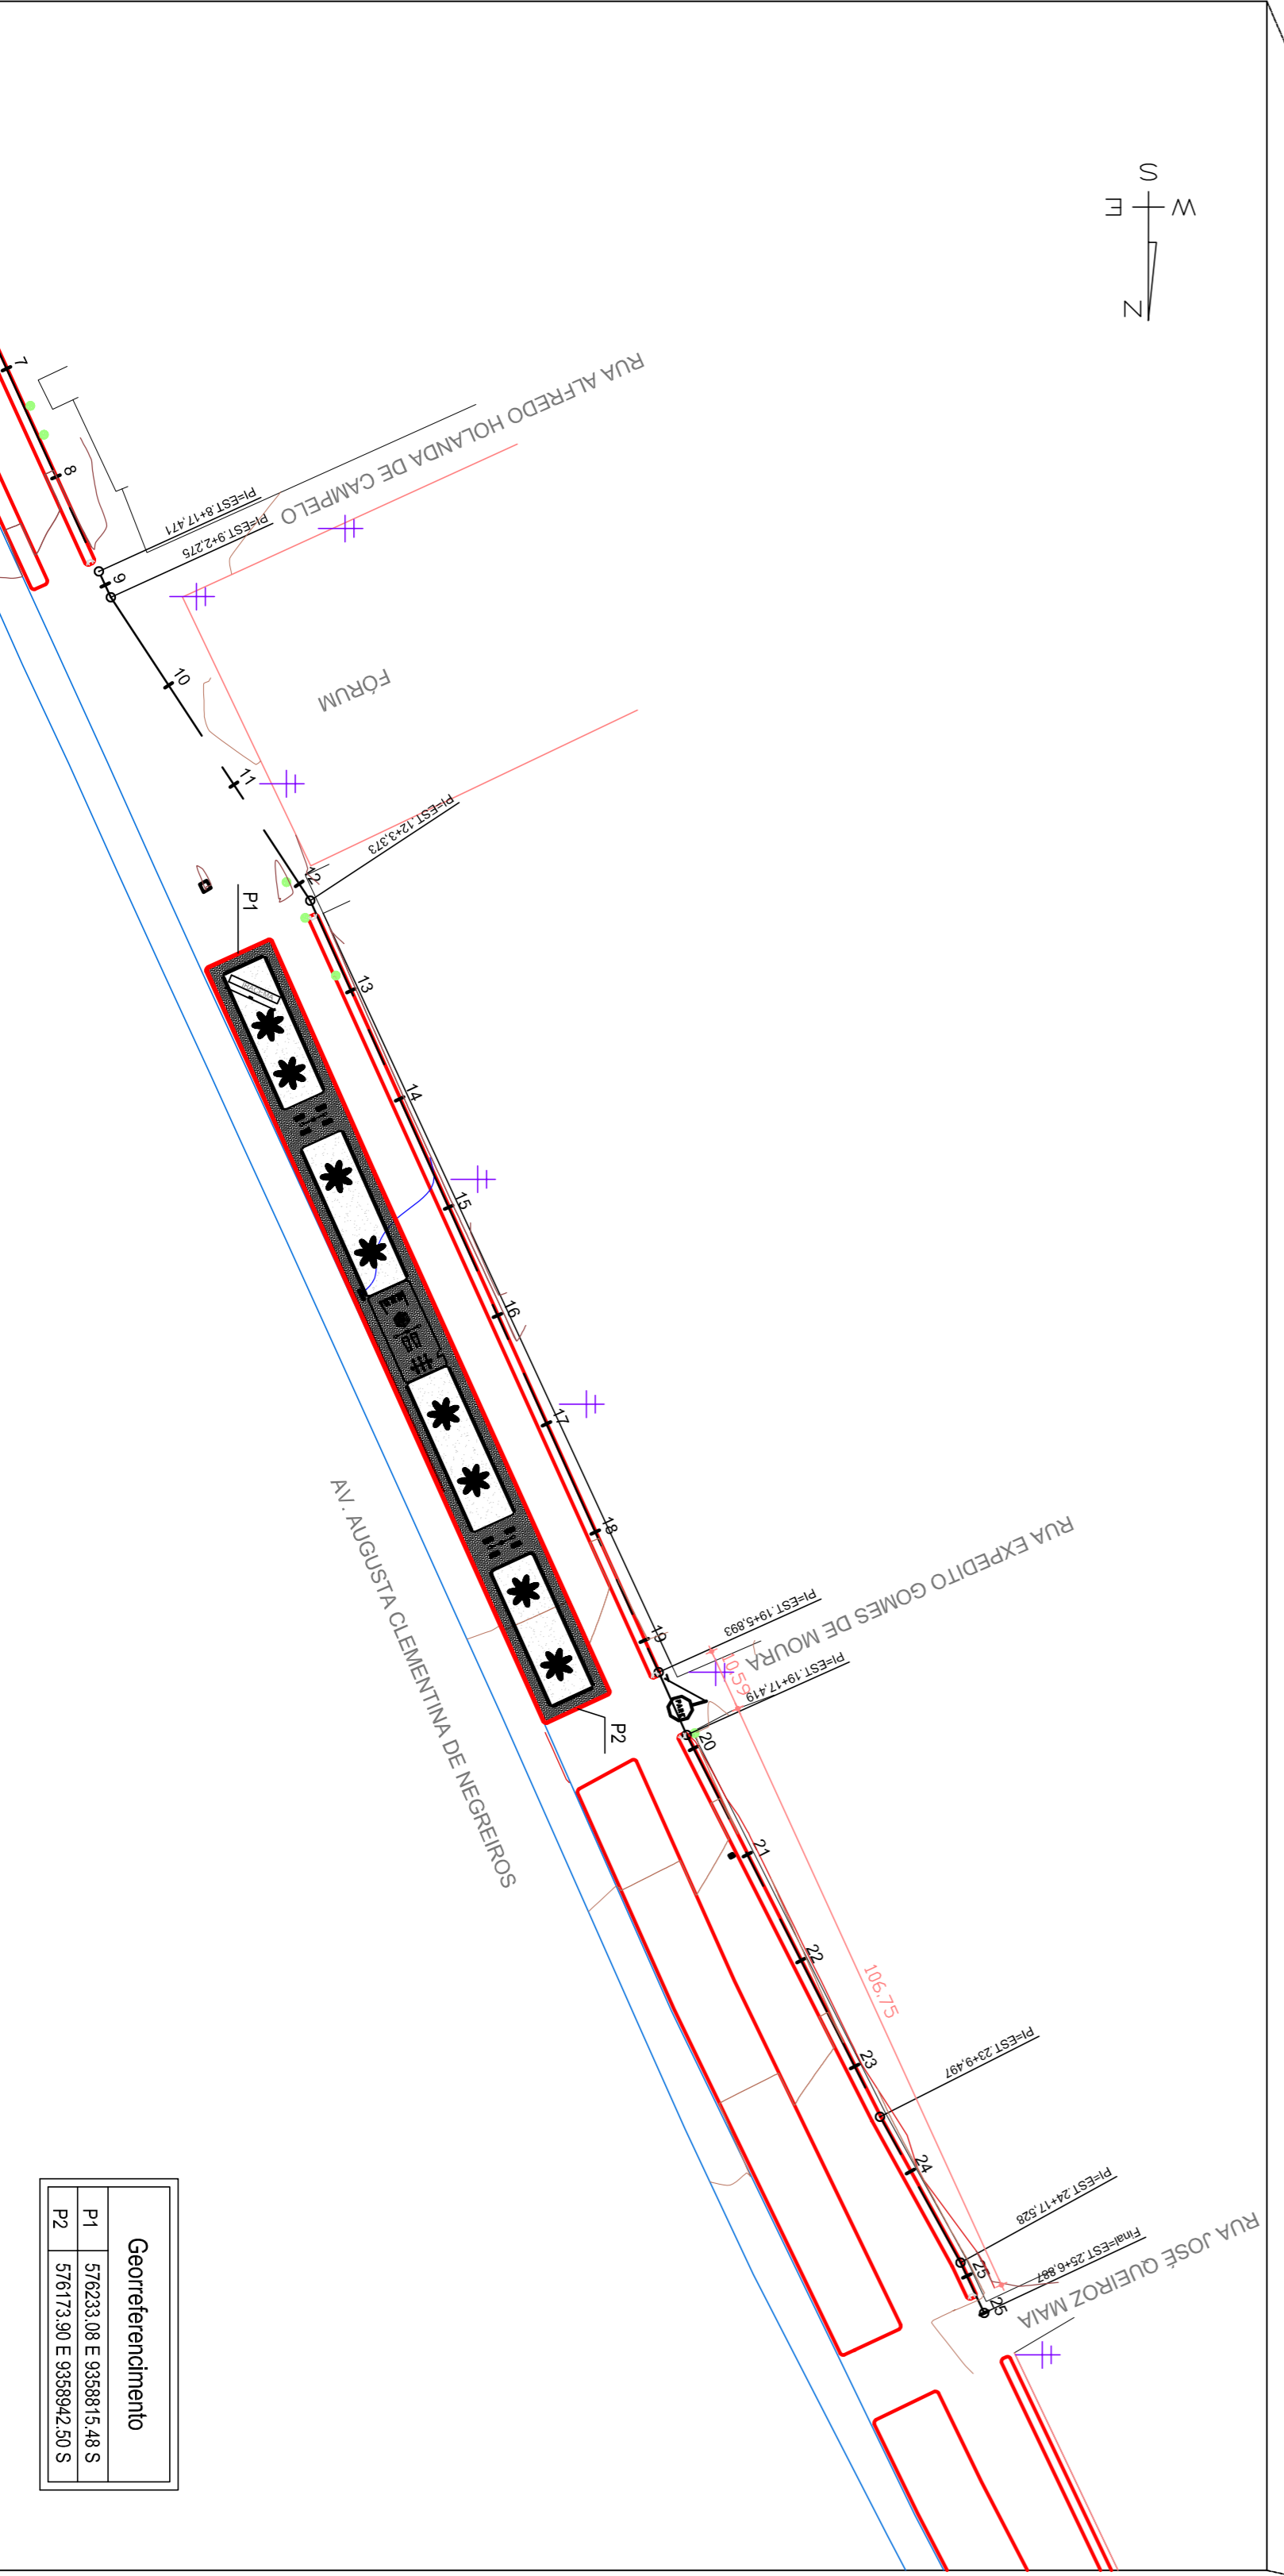 S
W
E
N
RUA ALFREDO HOLANDA DE CAMPELO
7
8
PI=EST.8+17,471
PI=EST.9+2,275
9
10
FÓRUM
11
PI=EST.12+3,373
12
P1
13
14
15
16
17
18
RUA EXPEDITO GOMES DE MOURA
PI=EST.19+5,893
19
10.59
PI=EST.19+17,419
PARE
20
P2
AV. AUGUSTA CLEMENTINA DE NEGREIROS
21
22
106.75
23
PI=EST.23+9,497
24
PI=EST.24+17,528
RUA JOSÉ QUEIROZ MAIA
Final=EST.25+6,887
25
25
Georreferencimento
P1 576233.08 E 9358815.48 S
P2 576173.90 E 9358942.50 S